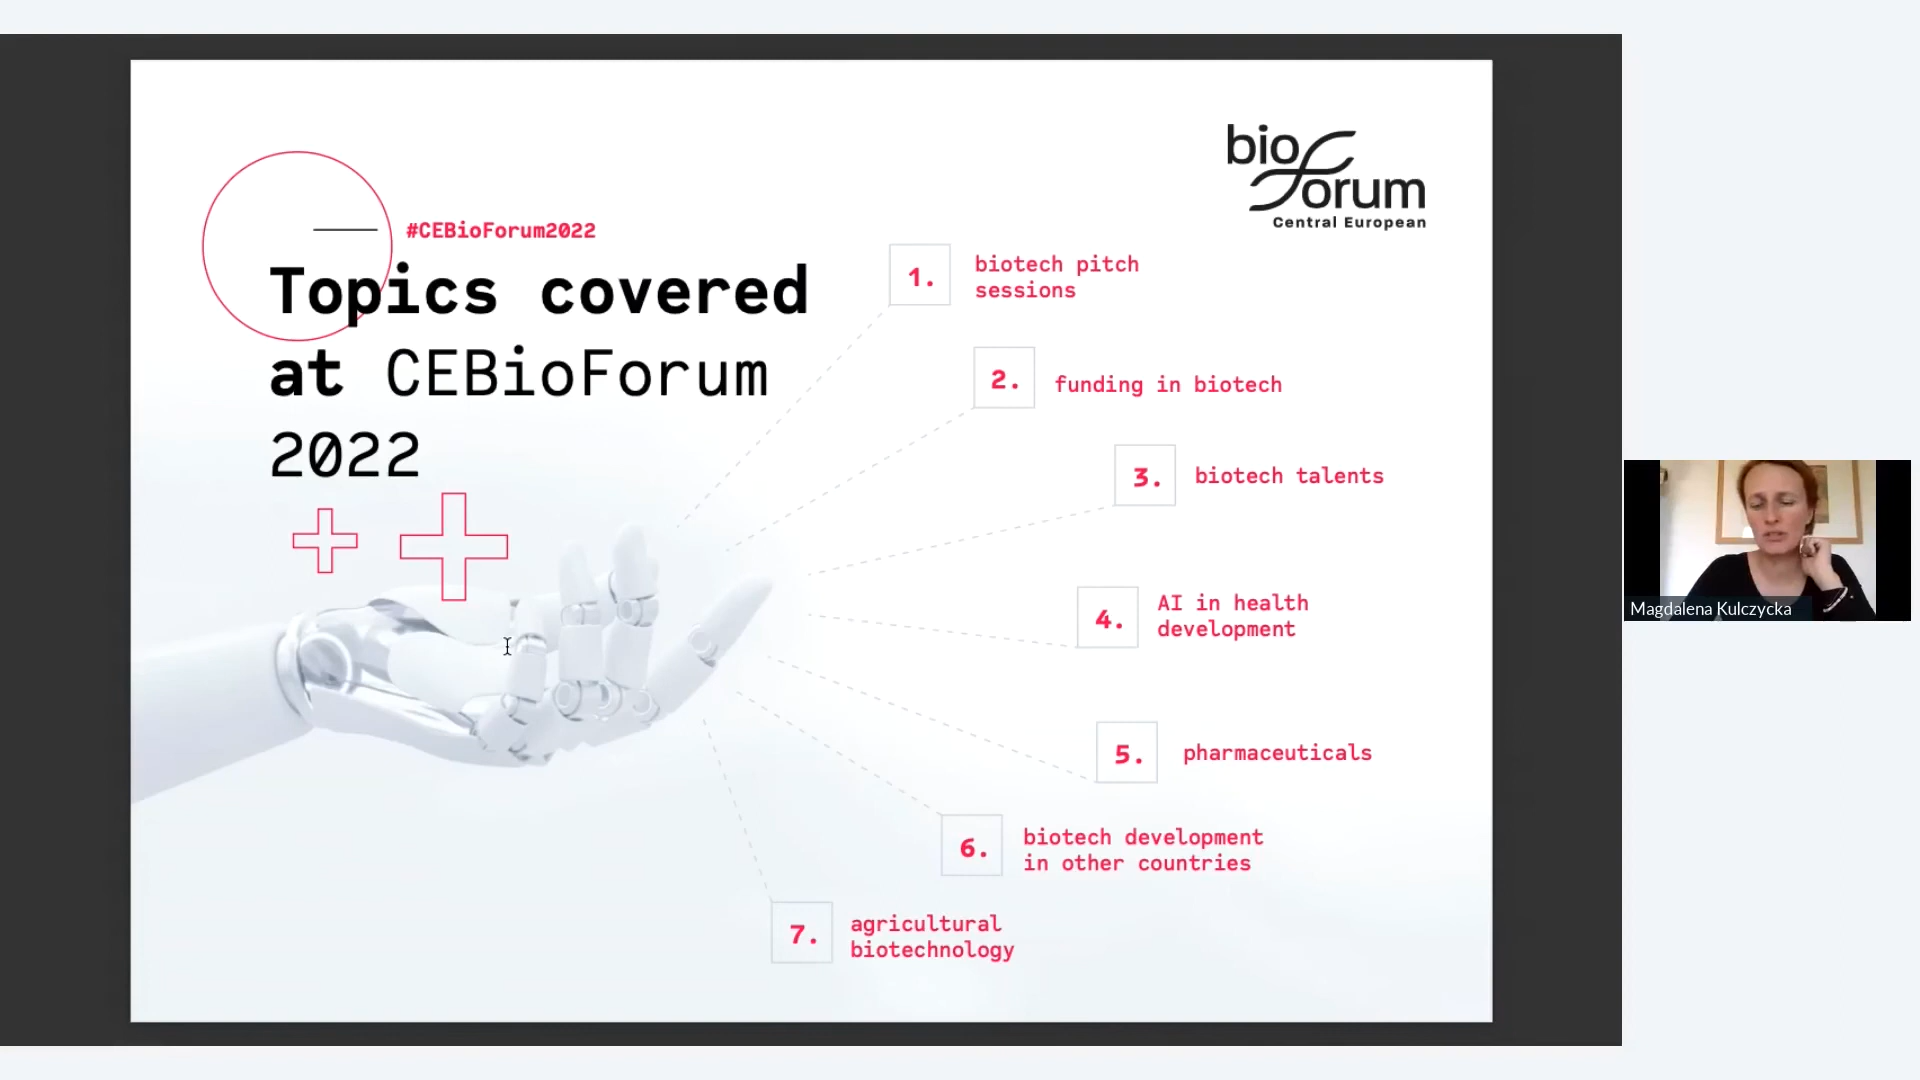 bio
forum
Central European
#CEBioForum2022
Topics covered
at CEBioForum
2022
1.
biotech pitch
sessions
2.
funding in biotech
3.
biotech talents
4.
AI in health
development
5.
pharmaceuticals
6.
biotech development
in other countries
7.
agricultural
biotechnology
Magdalena Kulczycka